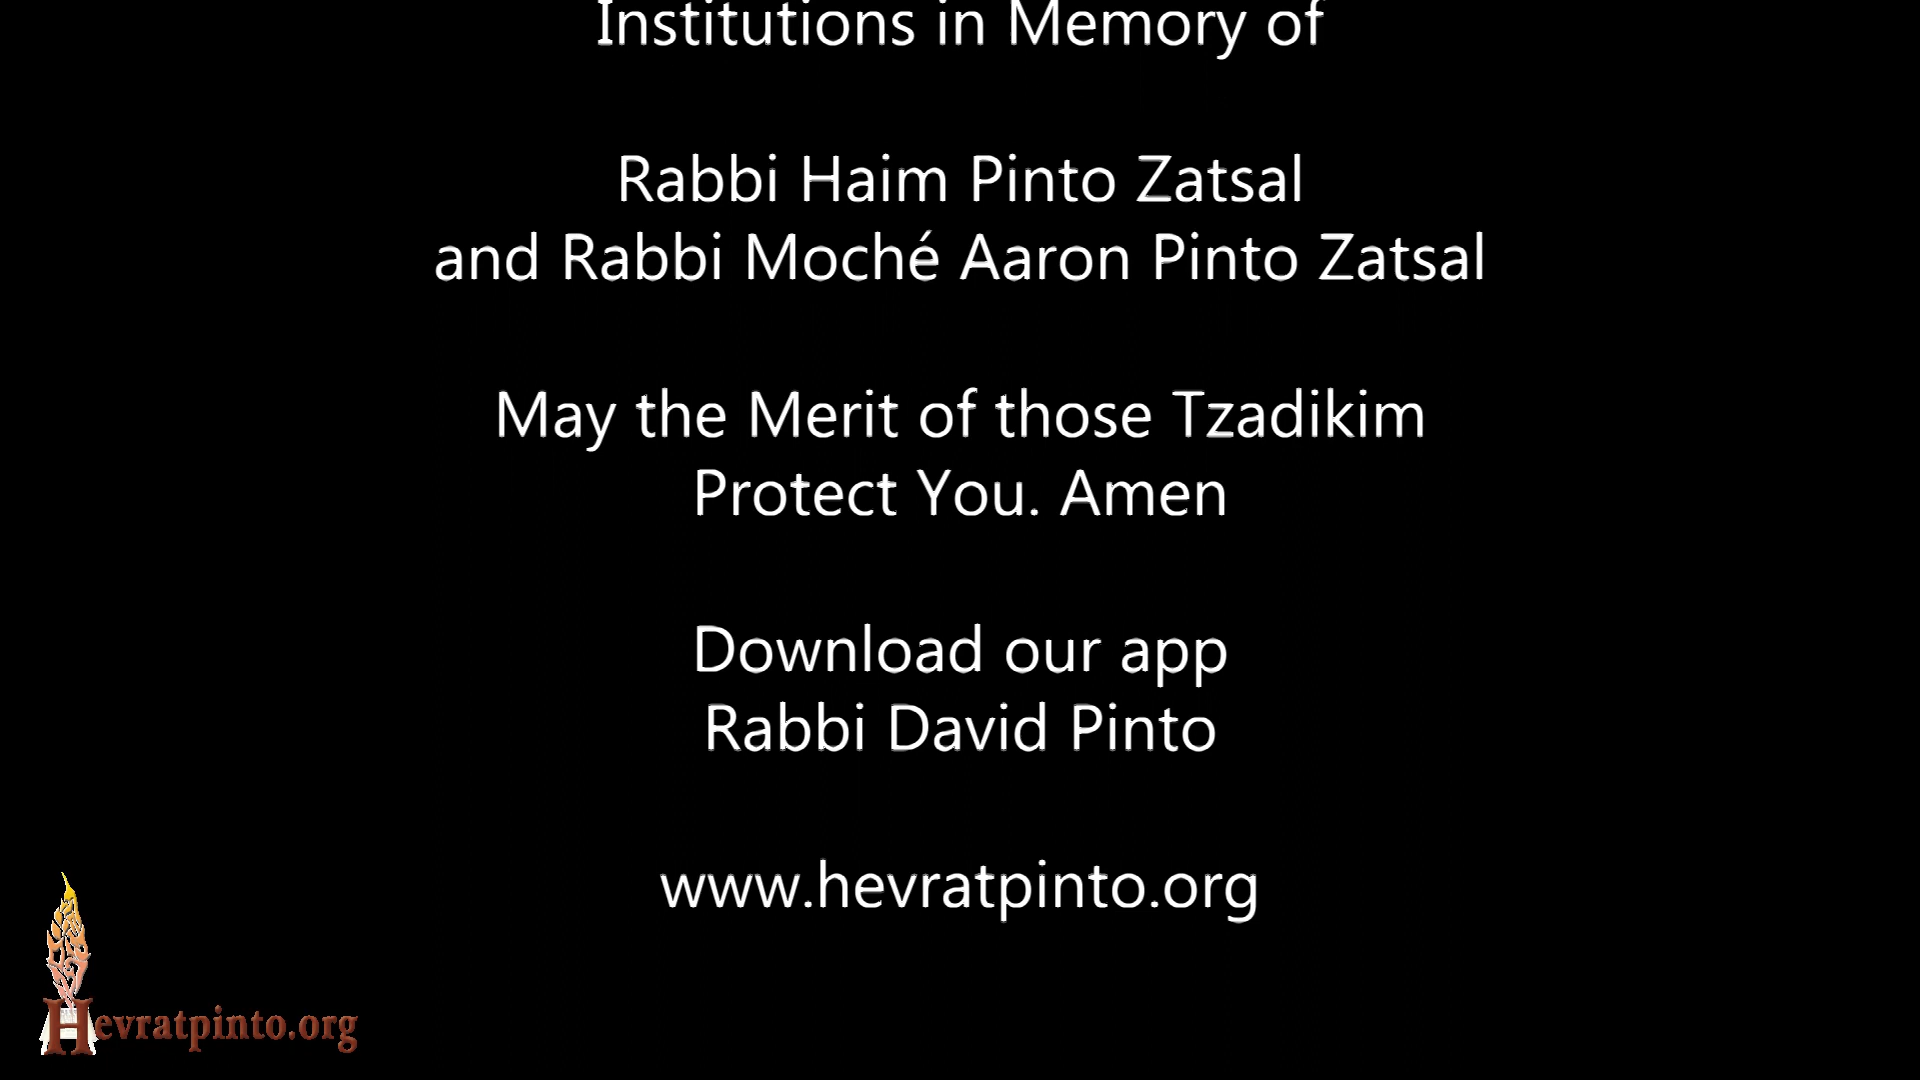 Institutions in Memory of
Rabbi Haim Pinto Zatsal
and Rabbi Moché Aaron Pinto Zatsal
May the Merit of those Tzadikim
Protect You. Amen
Download our app
Rabbi David Pinto
www.hevratpinto.org
Hevratpinto.org